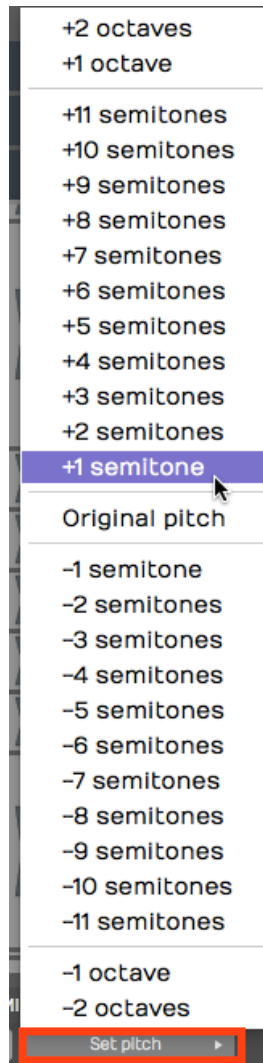 +2 octaves
+1 octave
+11 semitones
+10 semitones
+9 semitones
+8 semitones
+7 semitones
+6 semitones
+5 semitones
+4 semitones
+3 semitones
+2 semitones
+1 semitone
Original pitch
-1 semitone
-2 semitones
-3 semitones
-4 semitones
-5 semitones
-6 semitones
-7 semitones
-8 semitones
-9 semitones
-10 semitones
-11 semitones
-1 octave
-2 octaves
Set pitch